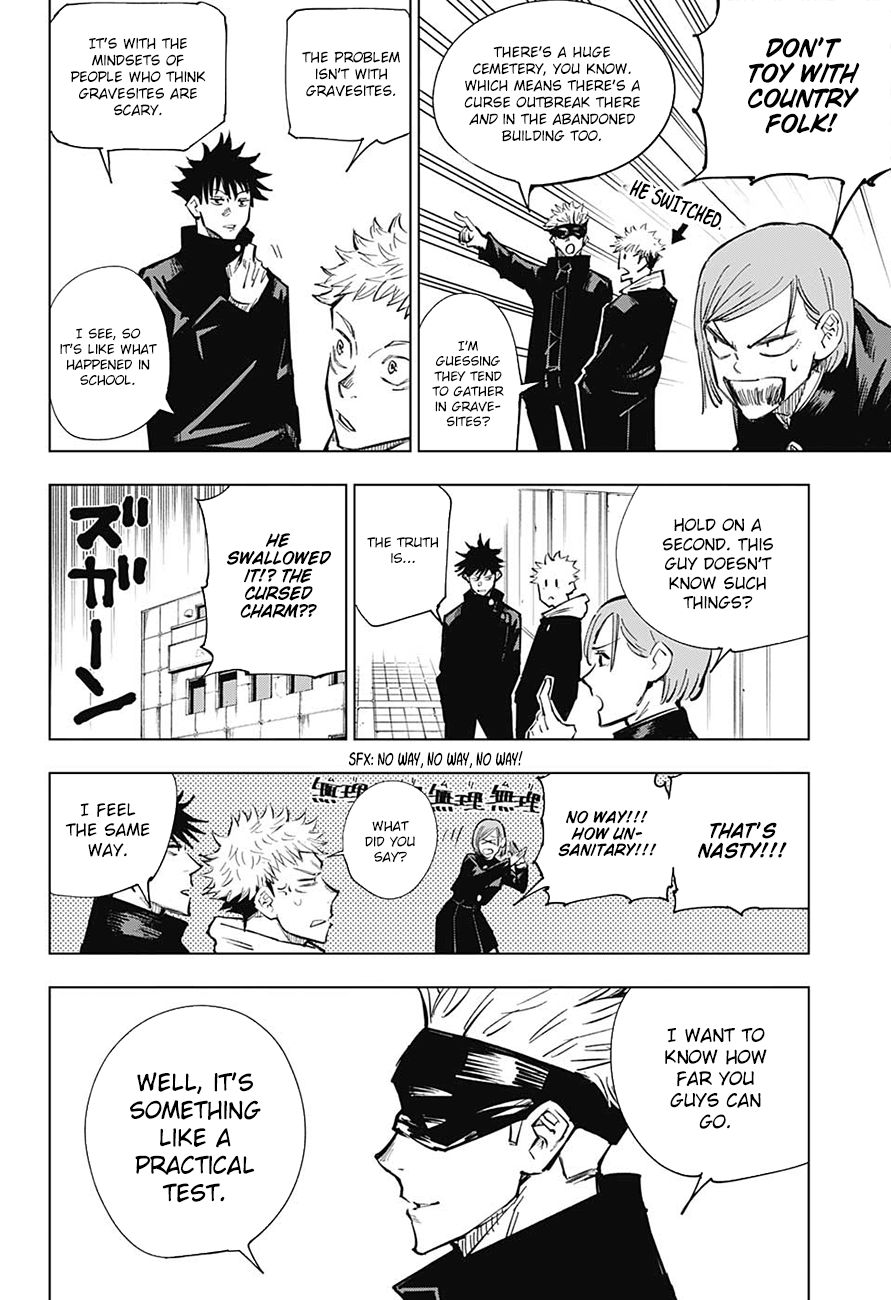 DON'T
TOY WITH
COUNTRY
FOLK!
THERE'S A HUGE
CEMETERY, YOU KNOW.
WHICH MEANS THERE'S A
CURSE OUTBREAK THERE
AND IN THE ABANDONED
BUILDING TOO.
HE SWITCHED.
I'M
GUESSING
THEY TEND
TO GATHER
IN GRAVE-
SITES?
THE PROBLEM
ISN'T WITH
GRAVESITES.
IT'S WITH THE
MINDSETS OF
PEOPLE WHO THINK
GRAVESITES ARE
SCARY.
I SEE, SO
IT'S LIKE WHAT
HAPPENED IN
SCHOOL.
HOLD ON A
SECOND. THIS
GUY DOESN'T
KNOW SUCH
THINGS?
THE TRUTH
IS...
HE
SWALLOWED
IT!? THE
CURSED
CHARM??
ズガーン
SFX: NO WAY, NO WAY, NO WAY!
THAT'S
NASTY!!!
NO WAY!!!
HOW UN-
SANITARY!!!
無理無理無理
WHAT
DID YOU
SAY?
I FEEL
THE SAME
WAY.
I WANT TO
KNOW HOW
FAR YOU
GUYS CAN
GO.
WELL, IT'S
SOMETHING
LIKE A
PRACTICAL
TEST.